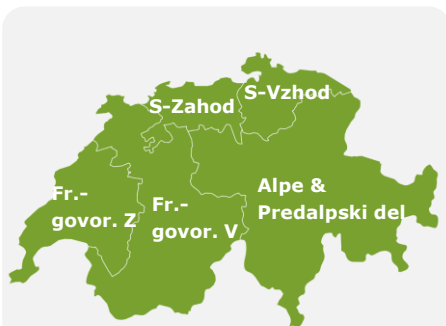 S-Zahod
S-Vzhod
Fr.-
govor. Z
Fr.-
govor. V
Alpe &
Predalpski del